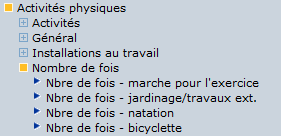 Activités physiques
Activités
Général
Installations au travail
Nombre de fois
Nbre de fois - marche pour l'exercice
Nbre de fois - jardinage/travaux ext.
Nbre de fois - natation
Nbre de fois - bicyclette